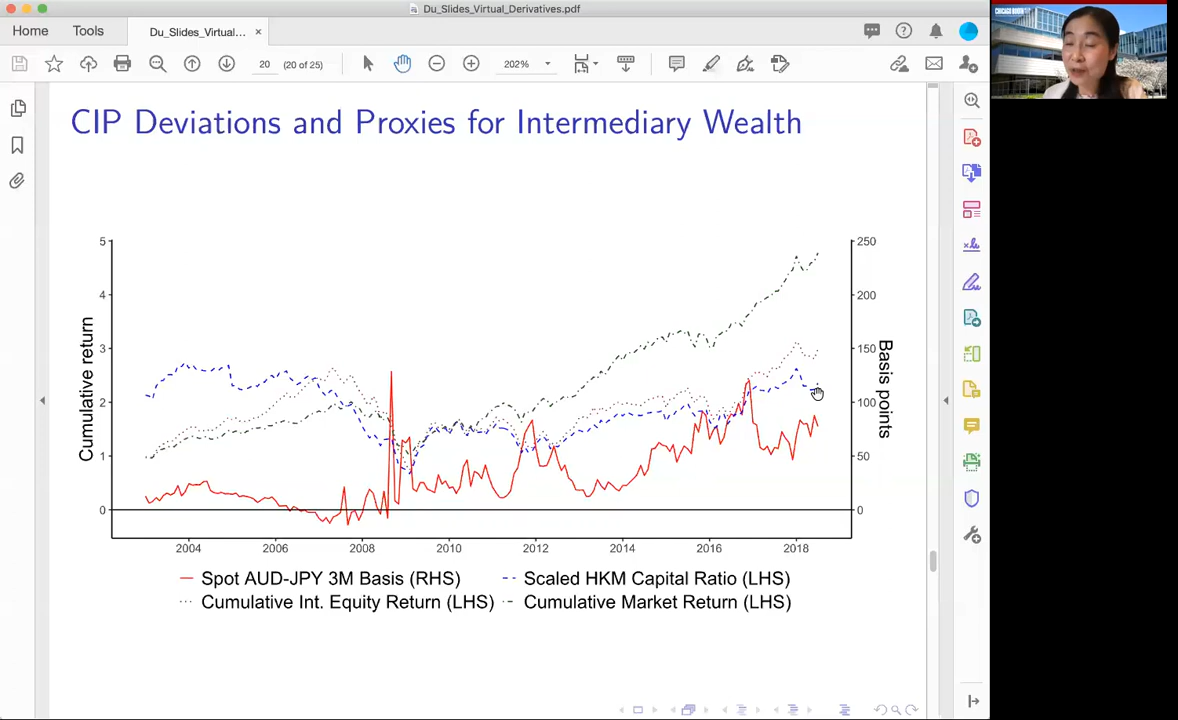 Du_Slides_Virtual_Derivatives.pdf
Home
Tools
Du_Slides_Virtual...
20
(20 of 25)
202%
CHICAGO BOOTH
CIP Deviations and Proxies for Intermediary Wealth
5
4
3
2
1
0
Cumulative return
250
200
150
100
50
0
Basis points
2004
2006
2008
2010
2012
2014
2016
2018
Spot AUD-JPY 3M Basis (RHS)
Scaled HKM Capital Ratio (LHS)
Cumulative Int. Equity Return (LHS)
Cumulative Market Return (LHS)